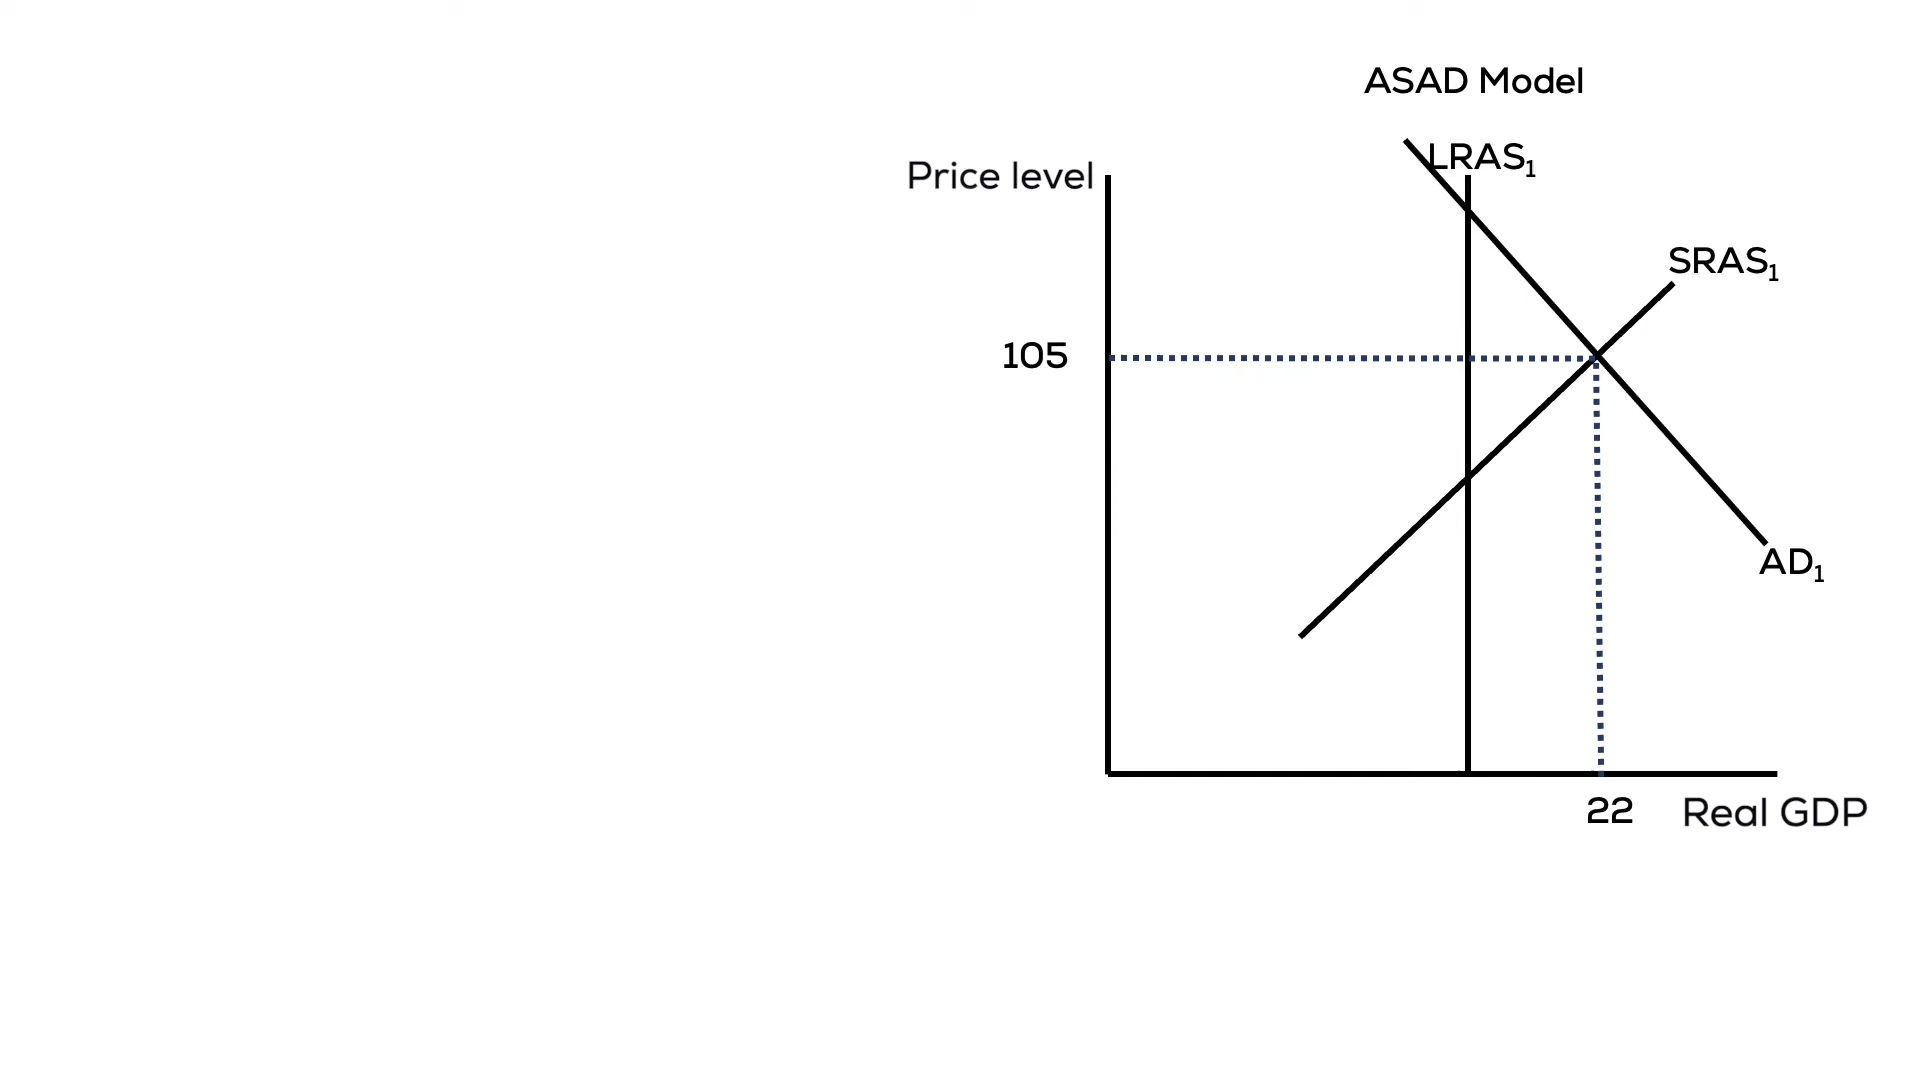 ASAD Model
LRAS₁
Price level
SRAS₁
105
AD₁
22
Real GDP